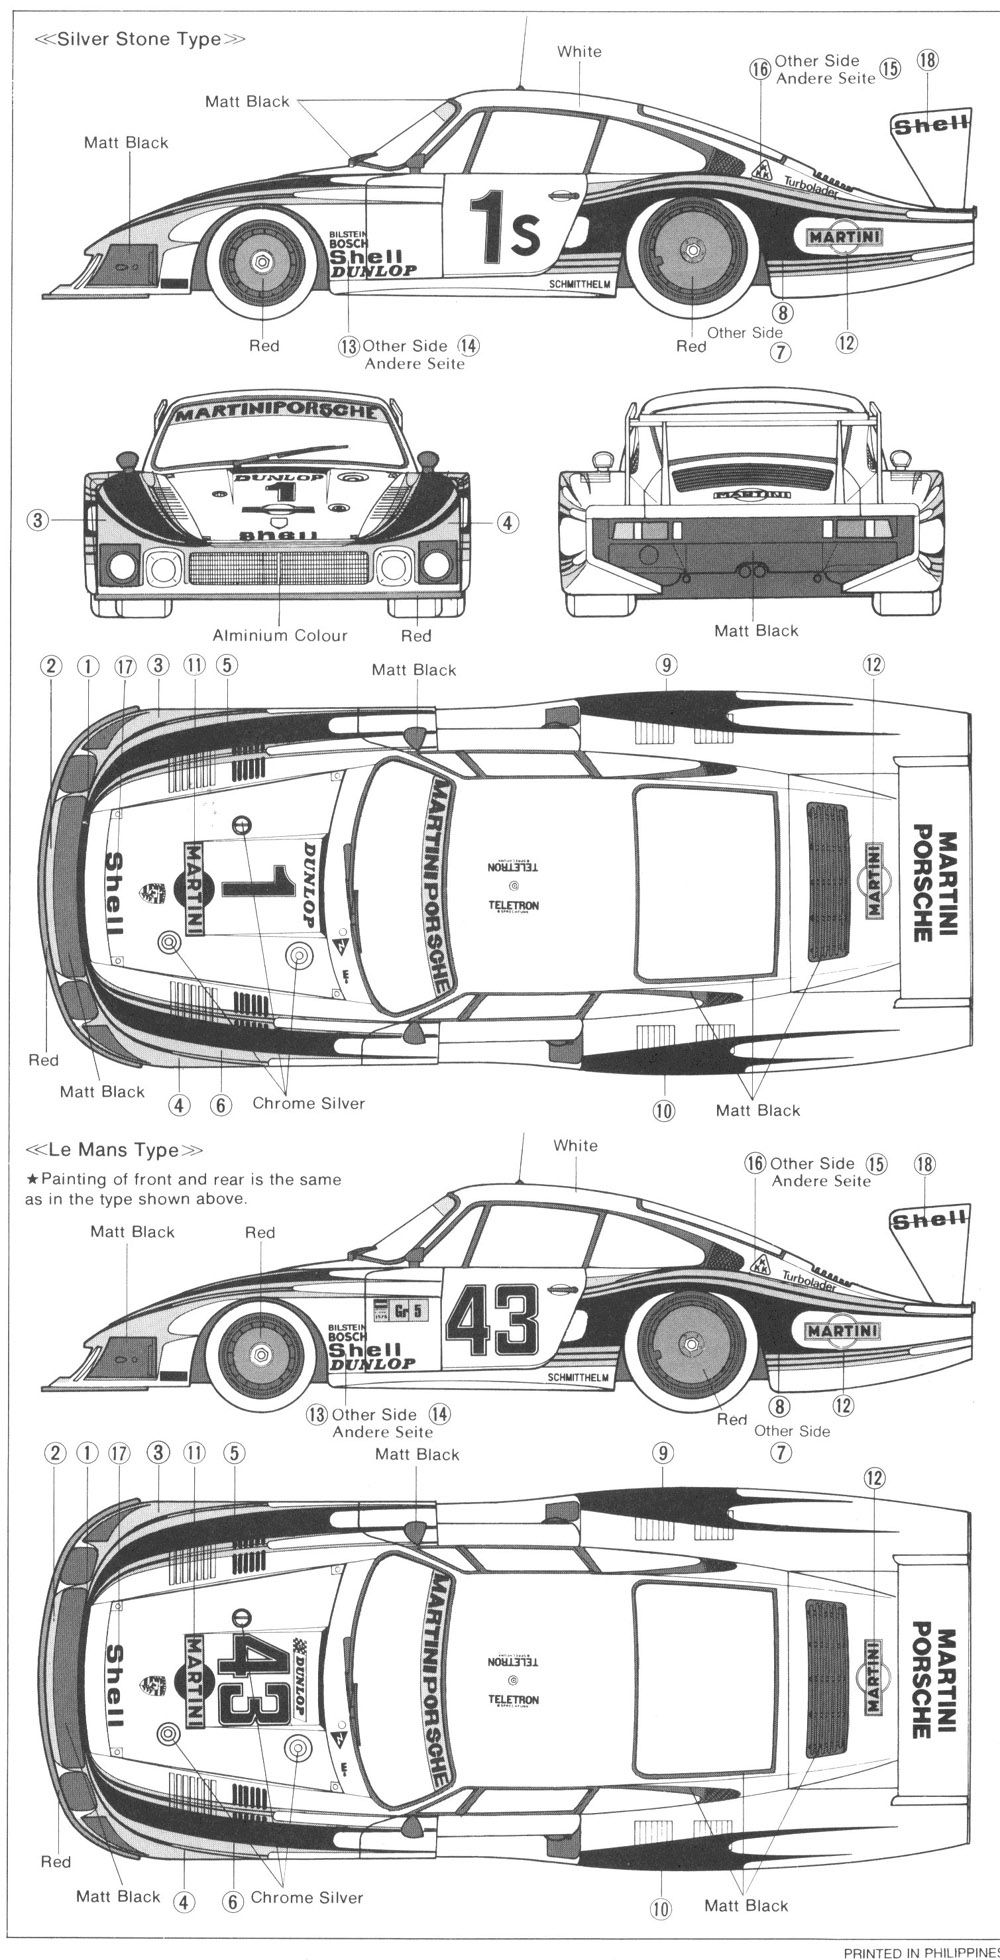 ≪Silver Stone Type≫
White
16 Other Side 15
Andere Seite
18
Matt Black
Matt Black
Shell
KKK
Turbolader
1s
BILSTEIN
BOSCH
Shell
DUNLOP
MARTINI
SCHMITTHELM
Red
13 Other Side 14
Andere Seite
Red
Other Side
8
7
12
MARTINI PORSCHE
DUNLOP
1
Shell
3
4
MARTINI
Alminium Colour
Red
Matt Black
2
1
17
3
11
5
Matt Black
9
12
Shell
MARTINI
1
DUNLOP
MARTINI PORSCHE
TELETRON
TELETRON
MARTINI
MARTINI
PORSCHE
Red
Matt Black
4
6
Chrome Silver
10
Matt Black
≪Le Mans Type≫
★Painting of front and rear is the same
as in the type shown above.
White
16 Other Side 15
Andere Seite
18
Matt Black
Red
Shell
KKK
Turbolader
Gr 5
43
BILSTEIN
BOSCH
Shell
DUNLOP
MARTINI
SCHMITTHELM
13 Other Side 14
Andere Seite
Red
Other Side
8
7
12
2
1
17
3
11
5
Matt Black
9
12
Shell
MARTINI
43
DUNLOP
MARTINI PORSCHE
TELETRON
TELETRON
MARTINI
MARTINI
PORSCHE
Red
Matt Black
4
6
Chrome Silver
10
Matt Black
PRINTED IN PHILIPPINES